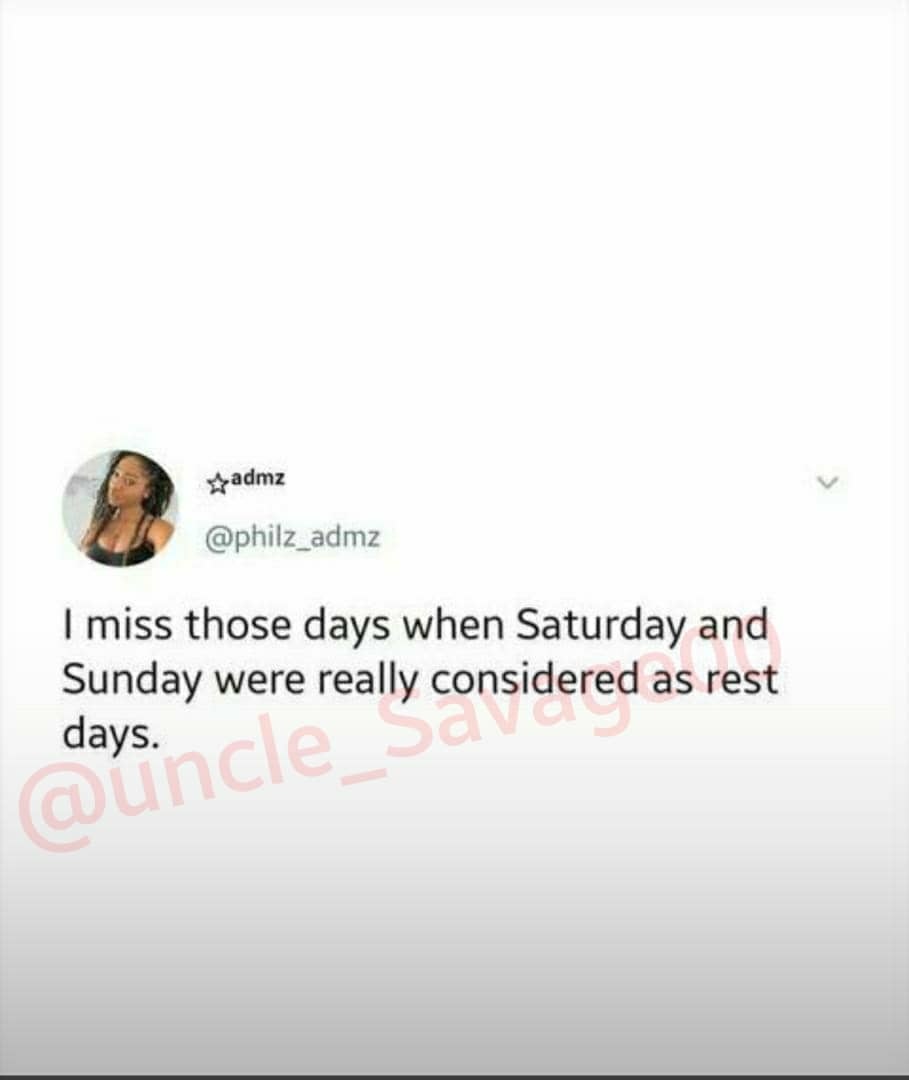 ☆admz
@philz_admz
I miss those days when Saturday and
Sunday were really considered as rest
days.
@uncle_Savage00